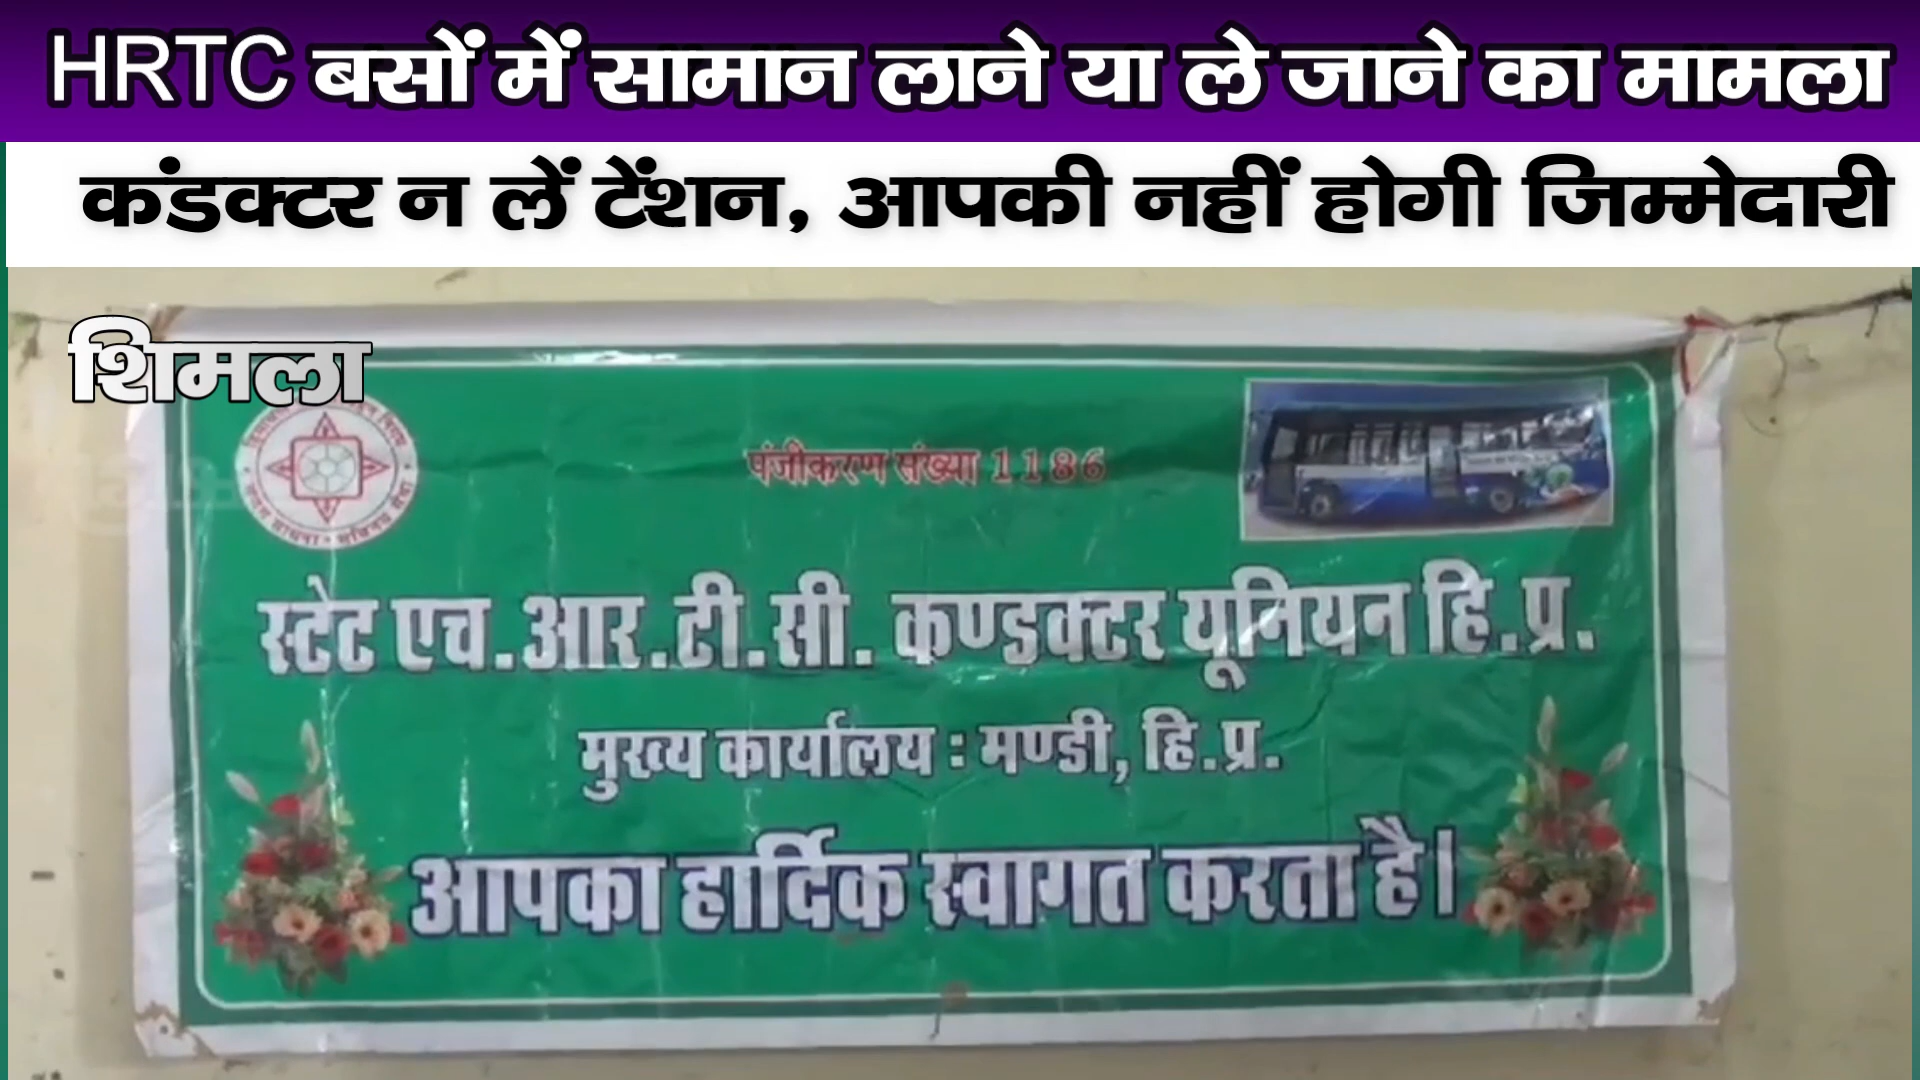 HRTC बसों में सामान लाने या ले जाने का मामला
कंडक्टर न लें टेंशन, आपकी नहीं होगी जिम्मेदारी
शिमला
पंजीकरण संख्या 1186
स्टेट एच.आर.टी.सी. कण्डक्टर यूनियन हि.प्र.
मुख्य कार्यालय : मण्डी, हि.प्र.
आपका हार्दिक स्वागत करता है।